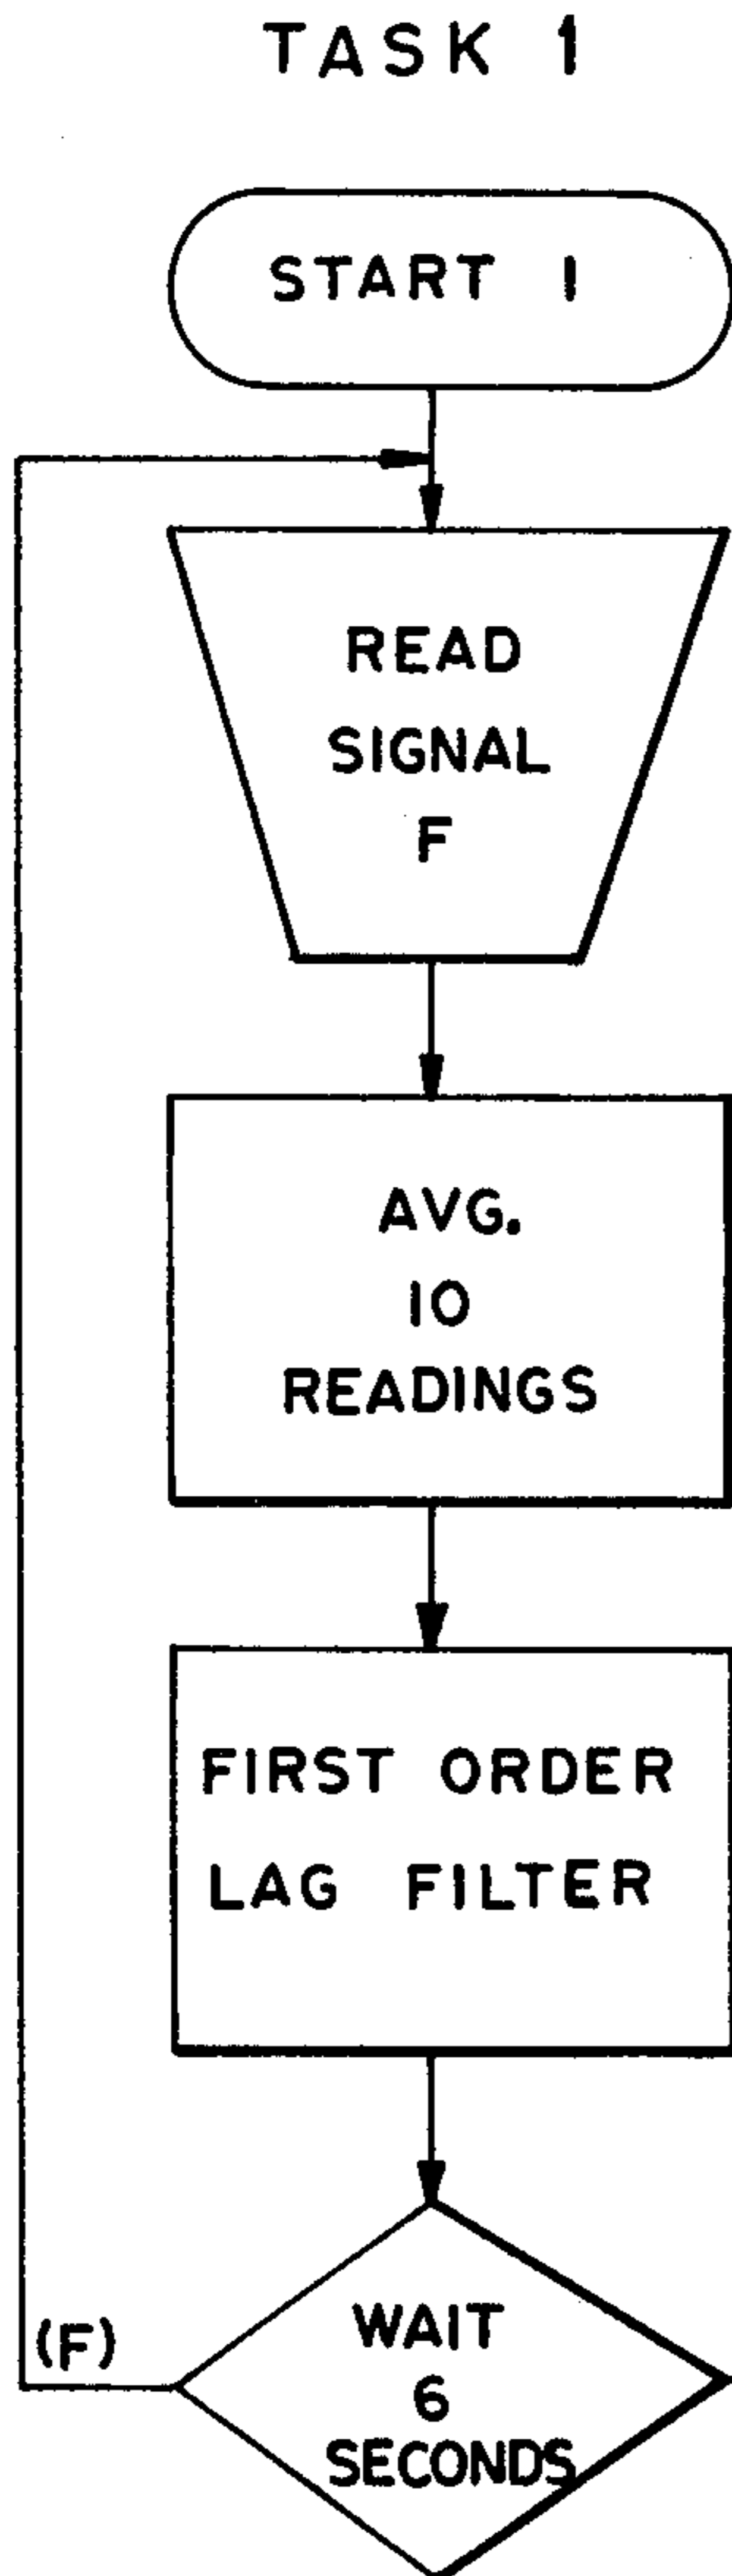 TASK 1
START 1
READ
SIGNAL
F
AVG.
10
READINGS
FIRST ORDER
LAG FILTER
(F)
WAIT
6
SECONDS